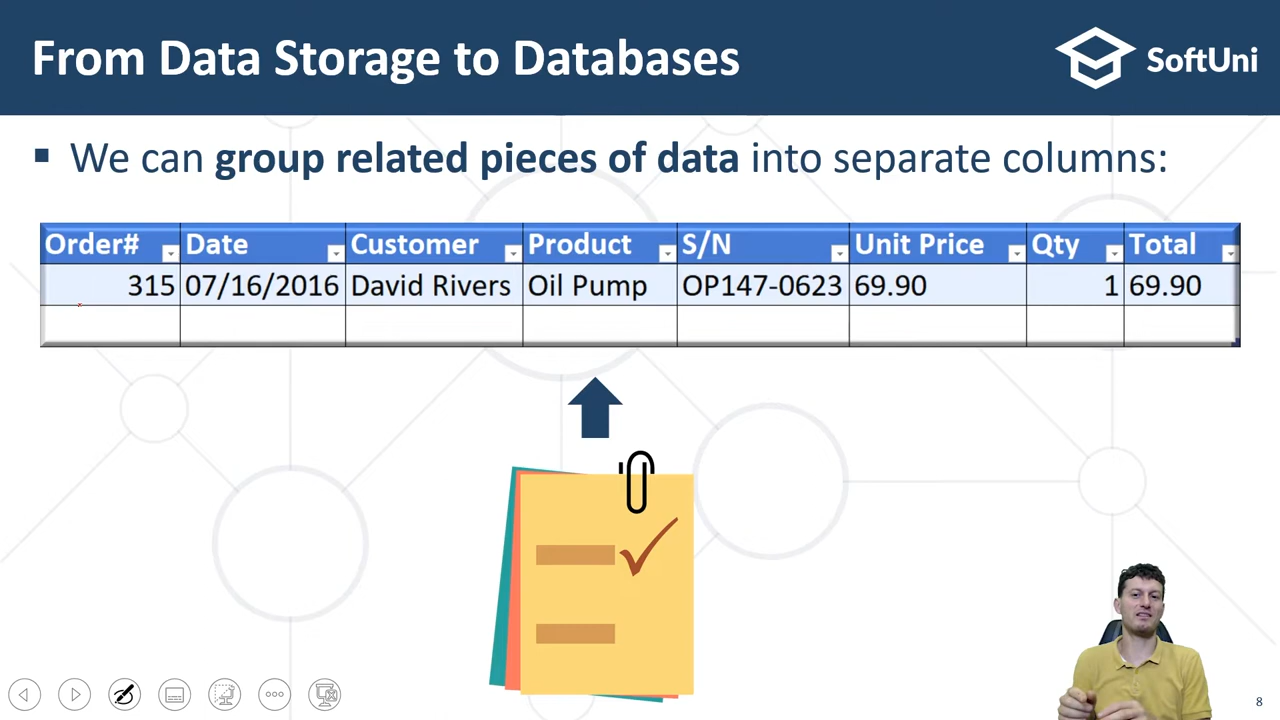 From Data Storage to Databases
SoftUni
▪ We can group related pieces of data into separate columns:
Order# Date Customer Product S/N Unit Price Qty Total
315 07/16/2016 David Rivers Oil Pump OP147-0623 69.90 1 69.90
8